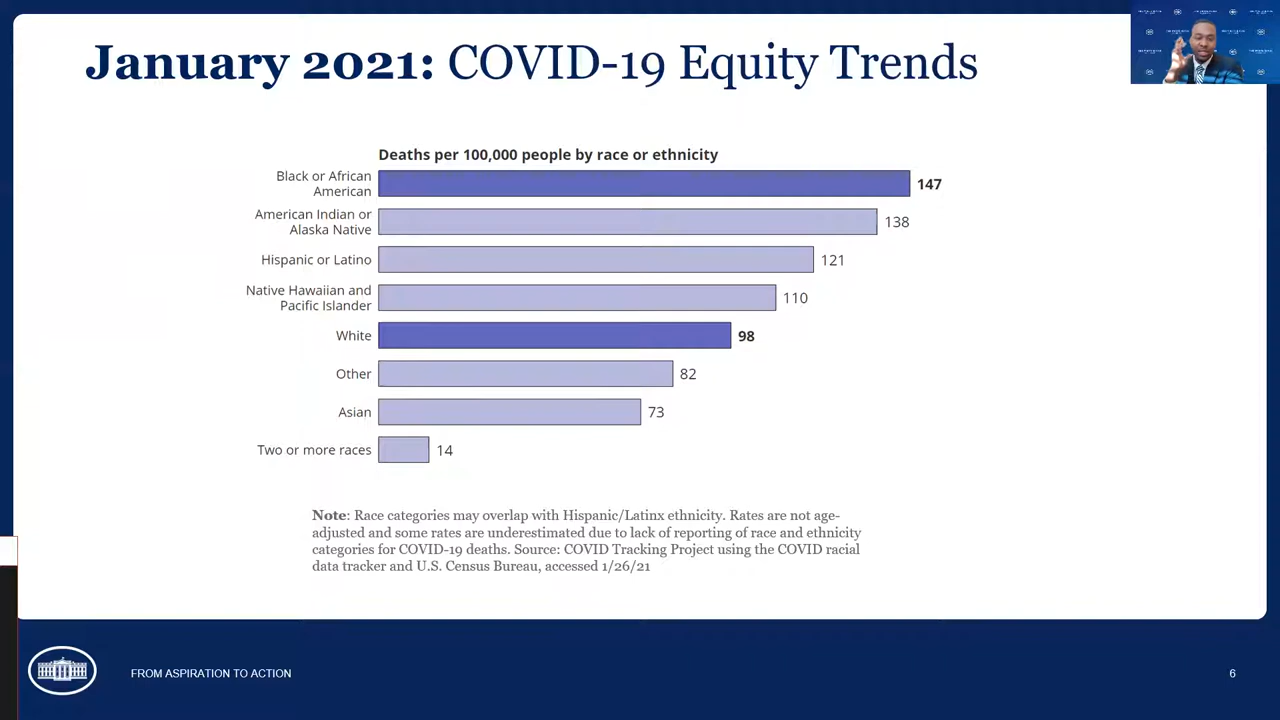 January 2021: COVID-19 Equity Trends
Deaths per 100,000 people by race or ethnicity
Black or African
American
147
American Indian or
Alaska Native
138
Hispanic or Latino
121
Native Hawaiian and
Pacific Islander
110
White
98
Other
82
Asian
73
Two or more races
14
Note: Race categories may overlap with Hispanic/Latinx ethnicity. Rates are not age-
adjusted and some rates are underestimated due to lack of reporting of race and ethnicity
categories for COVID-19 deaths. Source: COVID Tracking Project using the COVID racial
data tracker and U.S. Census Bureau, accessed 1/26/21
FROM ASPIRATION TO ACTION
6